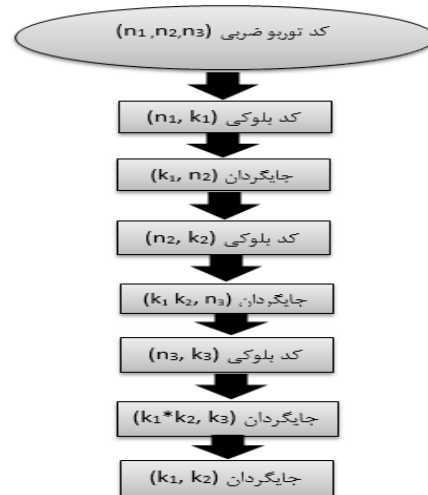 کد توربو ضربی (n₁ ,n₂,n₃)
کد بلوکی (n₁, k₁)
جایگردان (k₁, n₂)
کد بلوکی (n₂, k₂)
جایگردان (k₁ k₂, n₃)
کد بلوکی (n₃, k₃)
جایگردان (k₁*k₂, k₃)
جایگردان (k₁, k₂)